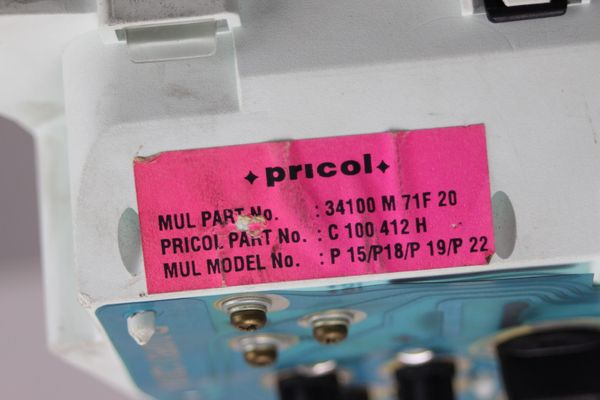 pricol
MUL PART No. : 34100 M 71F 20
PRICOL PART No. : C 100 412 H
MUL MODEL No. : P 15/P18/P 19/P 22